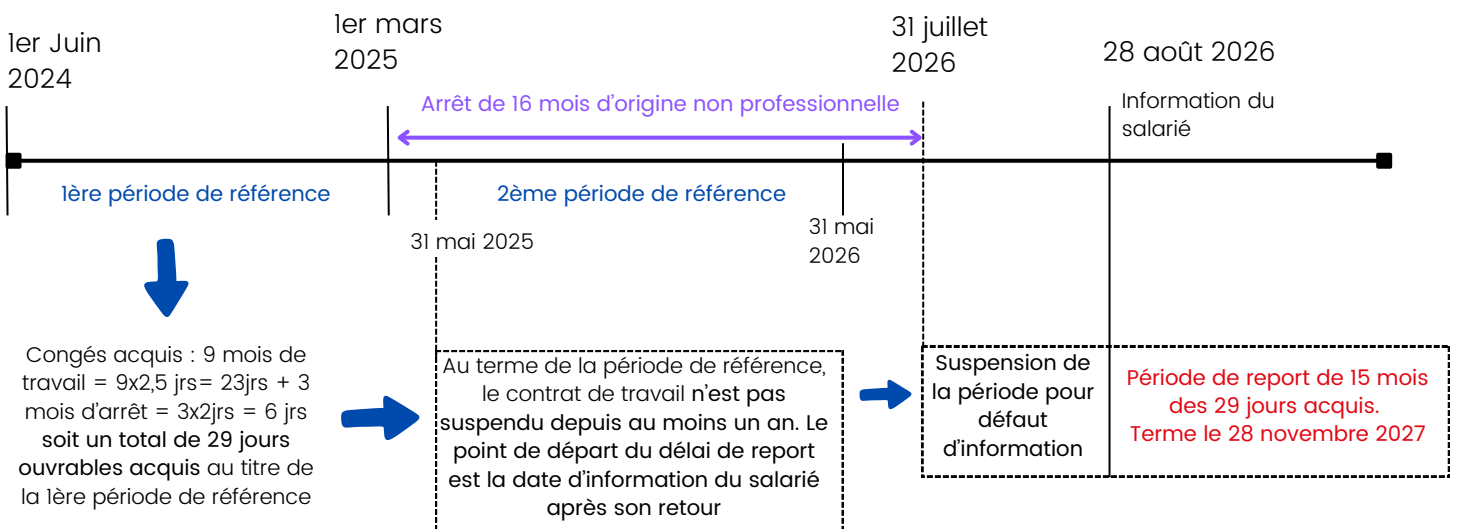 1er Juin
2024
1er mars
2025
31 juillet
2026
28 août 2026
Arrêt de 16 mois d'origine non professionnelle
Information du
salarié
1ère période de référence
2ème période de référence
31 mai 2025
31 mai
2026
Congés acquis : 9 mois de
travail = 9x2,5 jrs= 23jrs + 3
mois d'arrêt = 3x2jrs = 6 jrs
soit un total de 29 jours
ouvrables acquis au titre de
la 1ère période de référence
Au terme de la période de référence,
le contrat de travail n'est pas
suspendu depuis au moins un an. Le
point de départ du délai de report
est la date d'information du salarié
après son retour
Suspension de
la période pour
défaut
d'information
Période de report de 15 mois
des 29 jours acquis.
Terme le 28 novembre 2027